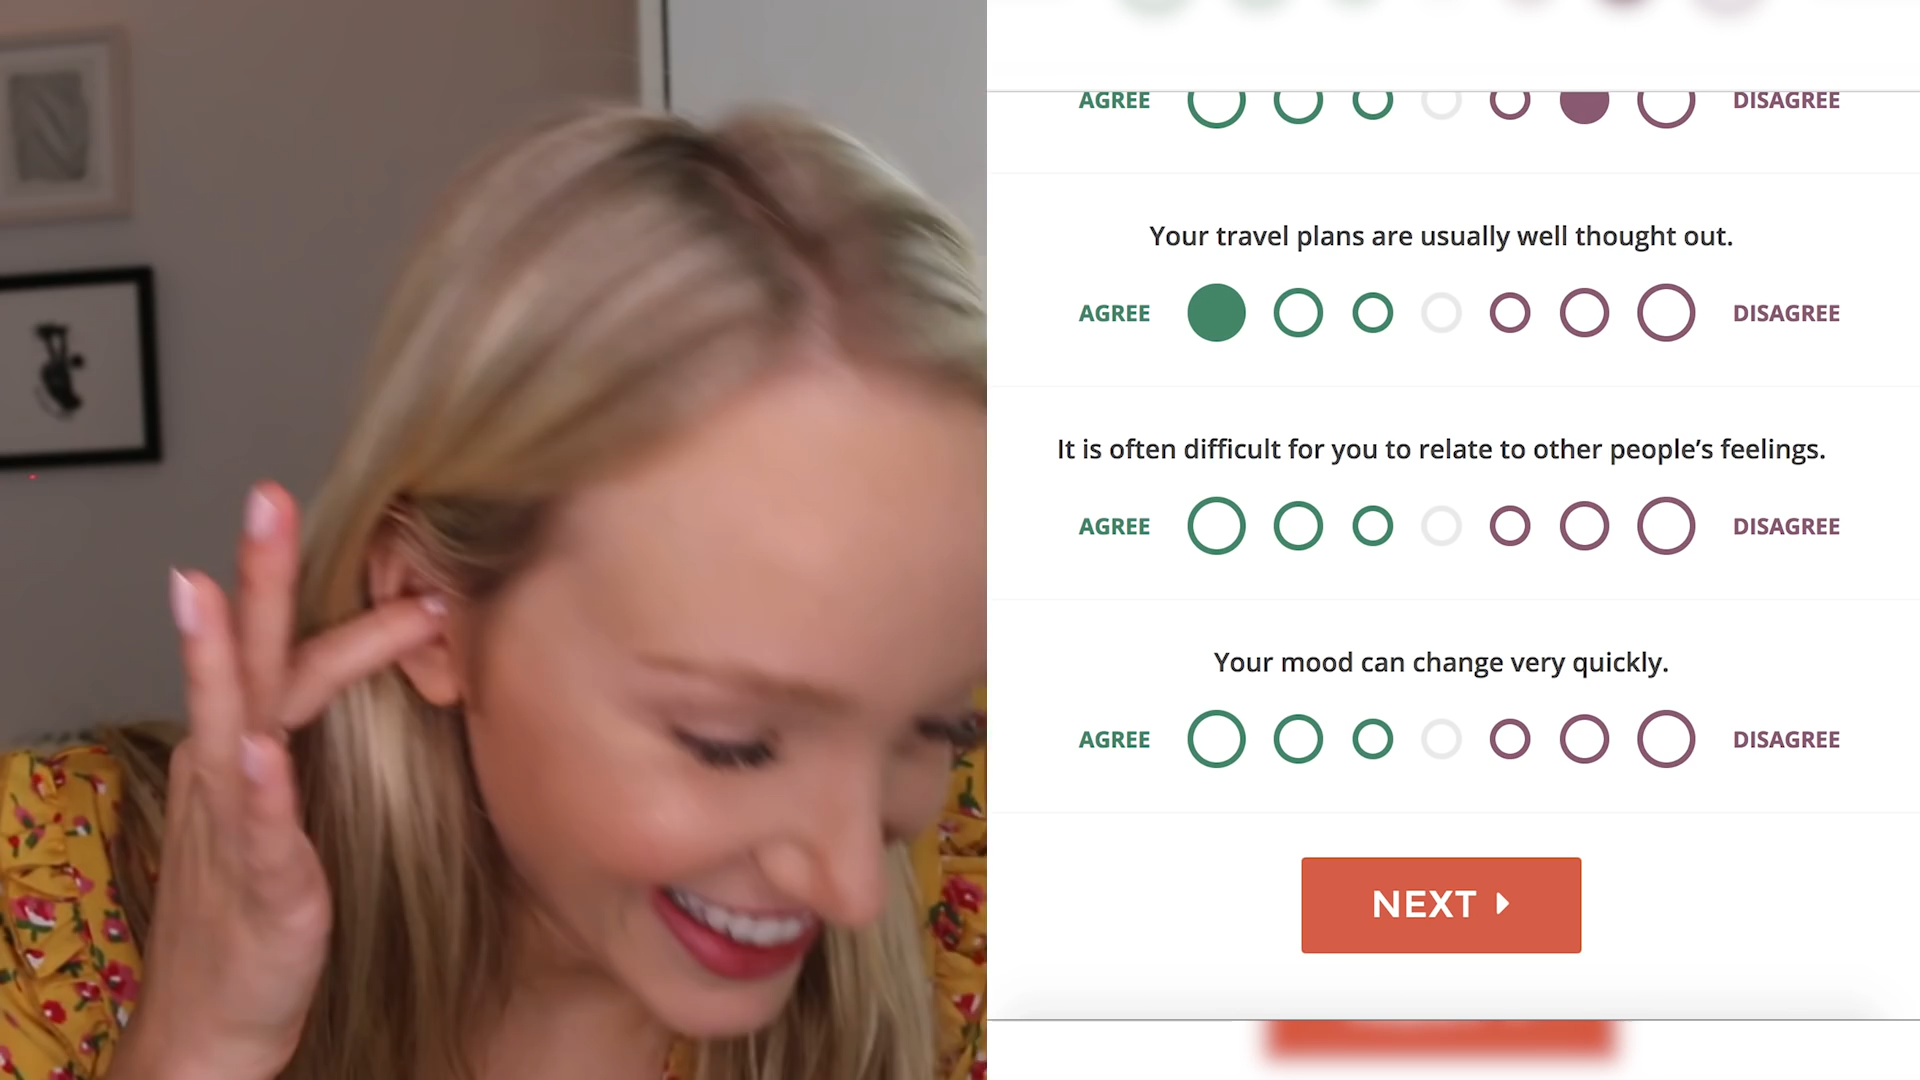 AGREE DISAGREE
Your travel plans are usually well thought out.
AGREE DISAGREE
It is often difficult for you to relate to other people’s feelings.
AGREE DISAGREE
Your mood can change very quickly.
AGREE DISAGREE
NEXT